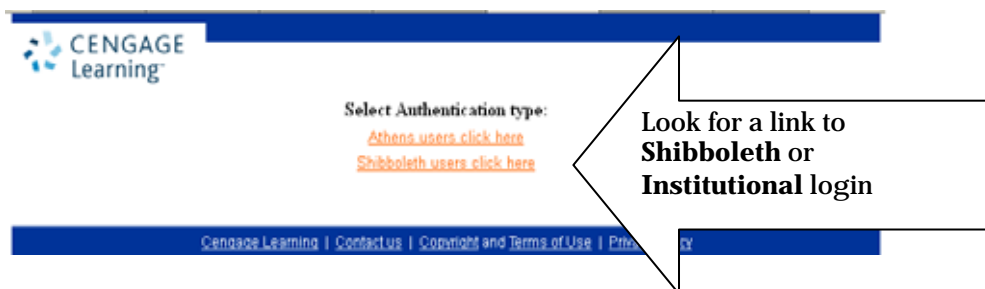 CENGAGE
Learning™
Select Authentication type:
Athens users click here
Shibboleth users click here
Look for a link to
Shibboleth or
Institutional login
Cengage Learning | Contact us | Copyright and Terms of Use |